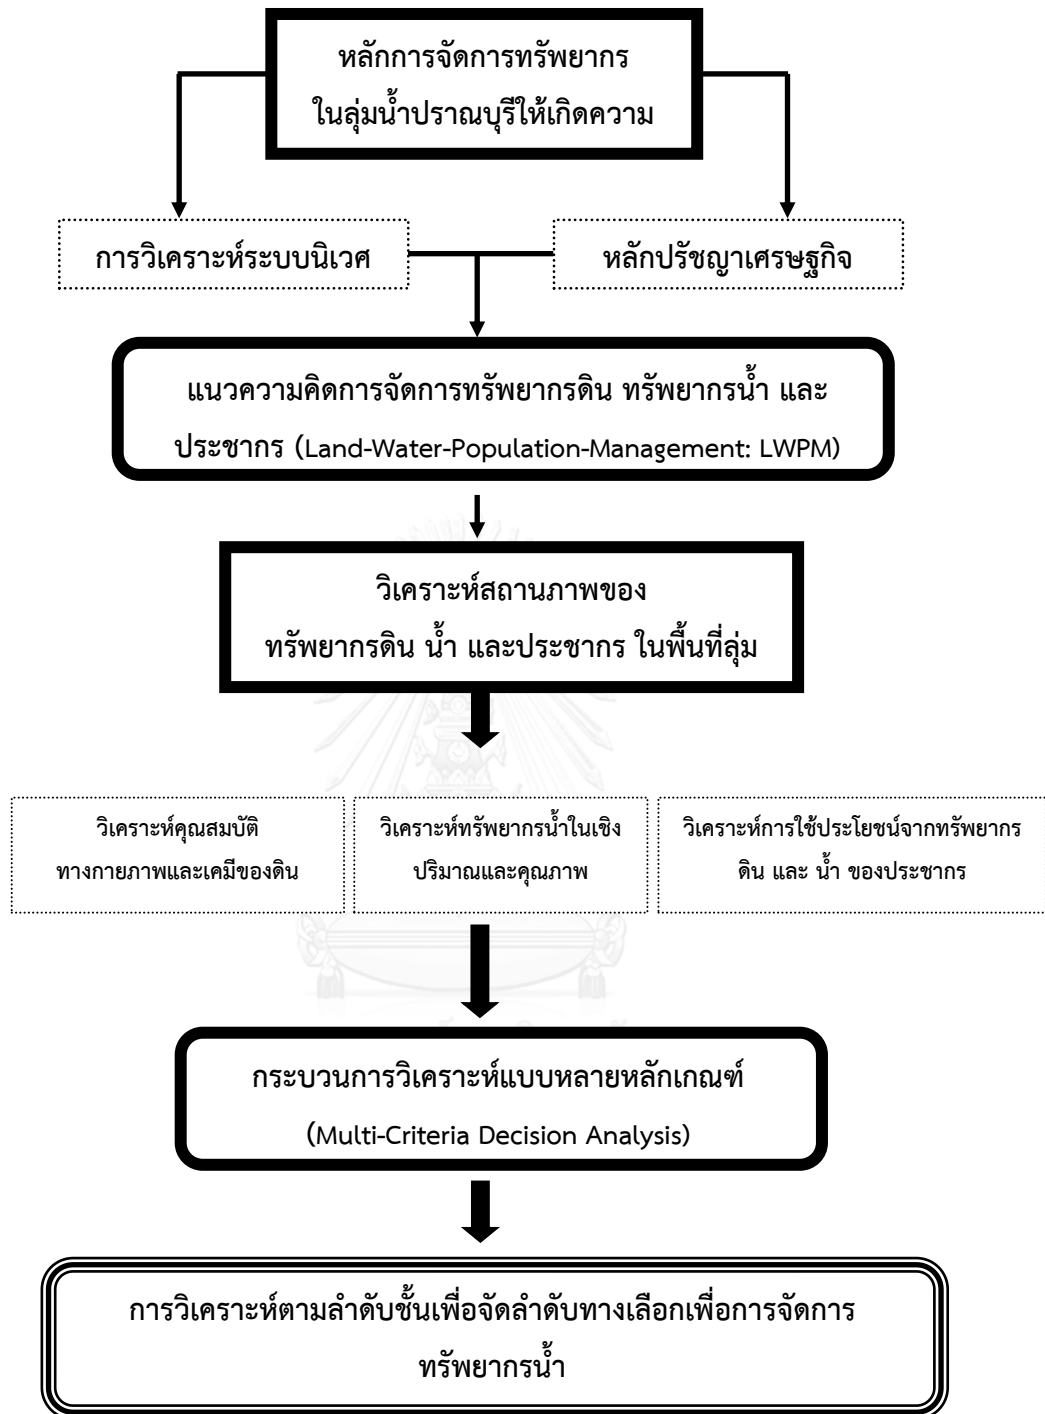 หลักการจัดการทรัพยากร
ในลุ่มน้ำปราณบุรีให้เกิดความ
การวิเคราะห์ระบบนิเวศ
หลักปรัชญาเศรษฐกิจ
แนวความคิดการจัดการทรัพยากรดิน ทรัพยากรน้ำ และ
ประชากร (Land-Water-Population-Management: LWPM)
วิเคราะห์สถานภาพของ
ทรัพยากรดิน น้ำ และประชากร ในพื้นที่ลุ่ม
วิเคราะห์คุณสมบัติ
ทางกายภาพและเคมีของดิน
วิเคราะห์ทรัพยากรน้ำในเชิง
ปริมาณและคุณภาพ
วิเคราะห์การใช้ประโยชน์จากทรัพยากร
ดิน และ น้ำ ของประชากร
กระบวนการวิเคราะห์แบบหลายหลักเกณฑ์
(Multi-Criteria Decision Analysis)
การวิเคราะห์ตามลำดับชั้นเพื่อจัดลำดับทางเลือกเพื่อการจัดการ
ทรัพยากรน้ำ